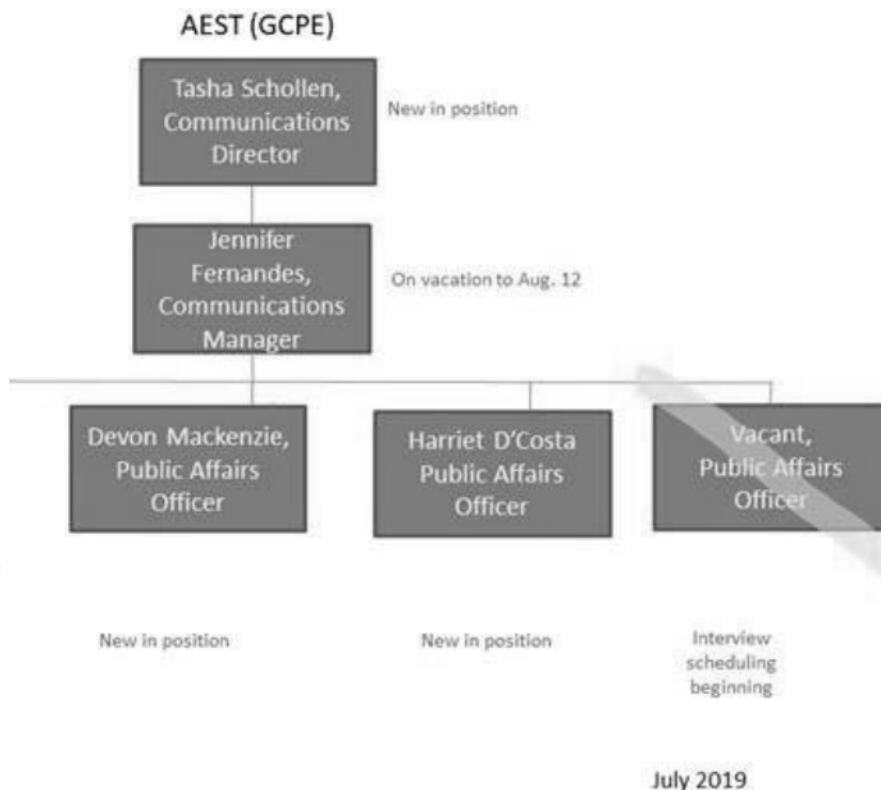 AEST (GCPE)
Tasha Schollen,
Communications
Director
New in position
Jennifer
Fernandes,
Communications
Manager
On vacation to Aug. 12
Devon Mackenzie,
Public Affairs
Officer
Harriet D'Costa
Public Affairs
Officer
Vacant,
Public Affairs
Officer
New in position
New in position
Interview
scheduling
beginning
July 2019